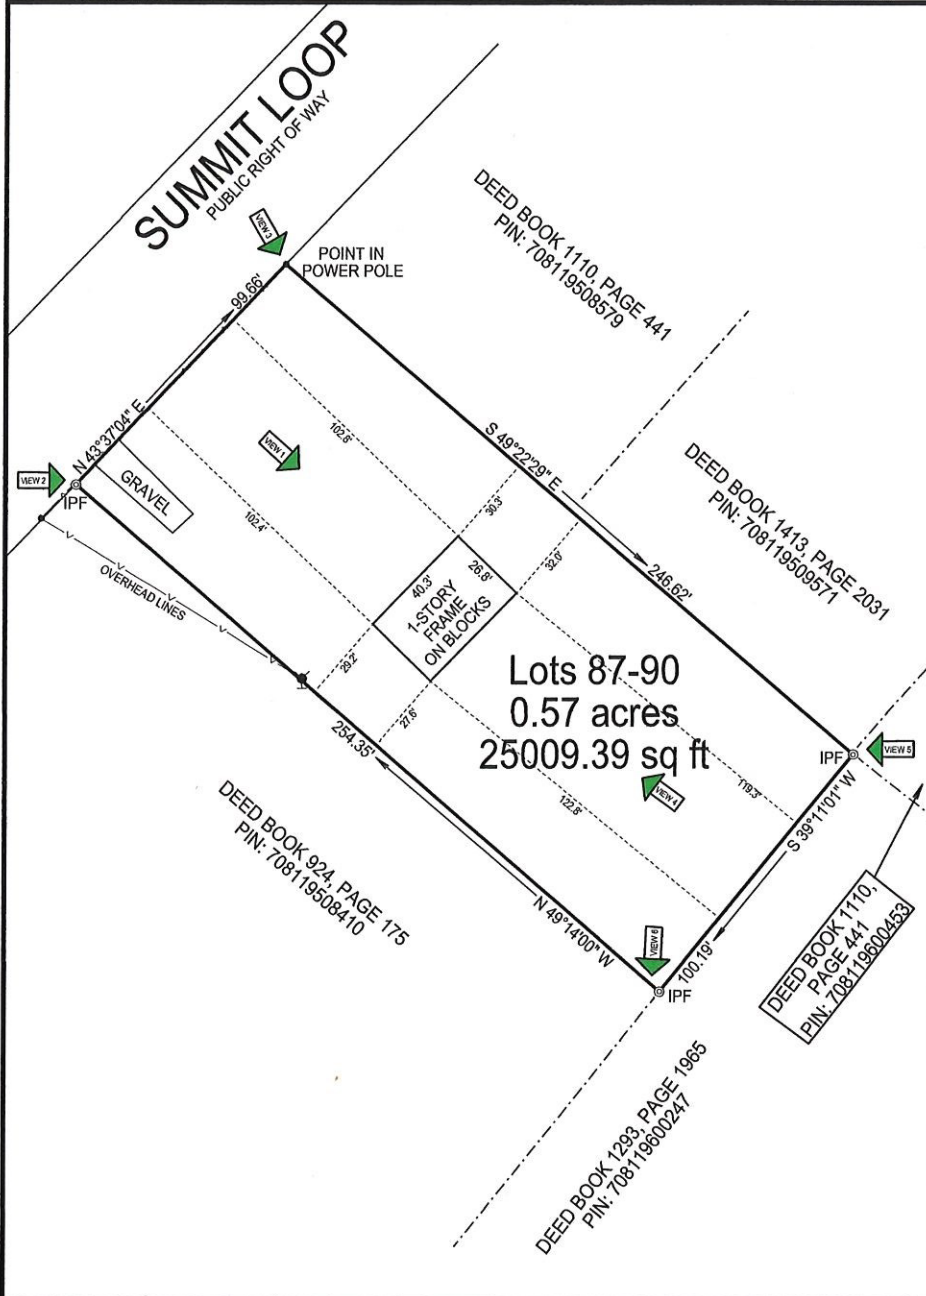 SUMMIT LOOP
PUBLIC RIGHT OF WAY
VIEW 3
POINT IN
POWER POLE
DEED BOOK 1110, PAGE 441
PIN: 708119508579
99.66'
N 43°37'04" E
VIEW 2
IPF
GRAVEL
VIEW 1
102.8'
102.4'
OVERHEAD LINES
S 49°22'29" E
246.62'
DEED BOOK 1413, PAGE 2031
PIN: 708119509571
30.3'
32.0'
40.3'
26.8'
1-STORY
FRAME
ON BLOCKS
29.2'
27.6'
Lots 87-90
0.57 acres
25009.39 sq ft
254.35'
N 49°14'00" W
DEED BOOK 924, PAGE 175
PIN: 708119508410
122.8'
119.3'
VIEW 4
IPF
VIEW 5
S 39°11'01" W
100.19'
VIEW 6
IPF
DEED BOOK 1110,
PAGE 441
PIN: 708119600453
DEED BOOK 1293, PAGE 1965
PIN: 708119600247